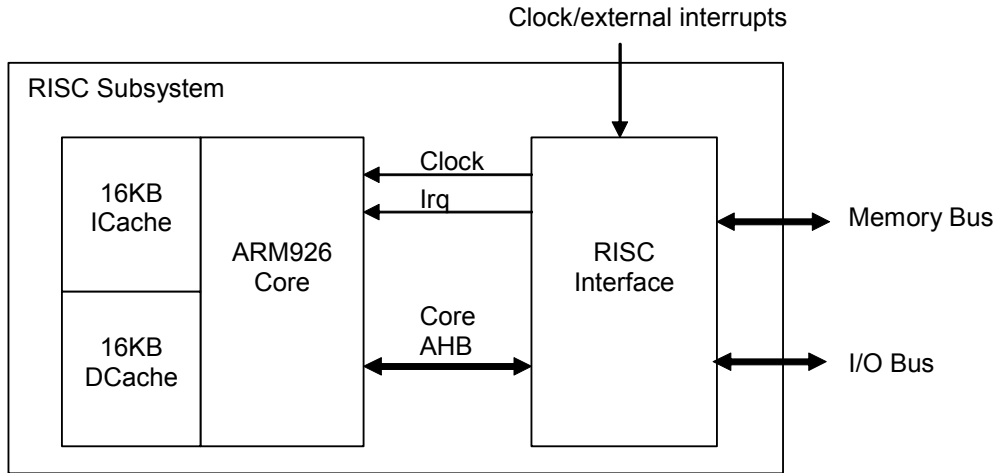 Clock/external interrupts
RISC Subsystem
16KB
ICache
16KB
DCache
ARM926
Core
Clock
Irq
Core
AHB
RISC
Interface
Memory Bus
I/O Bus